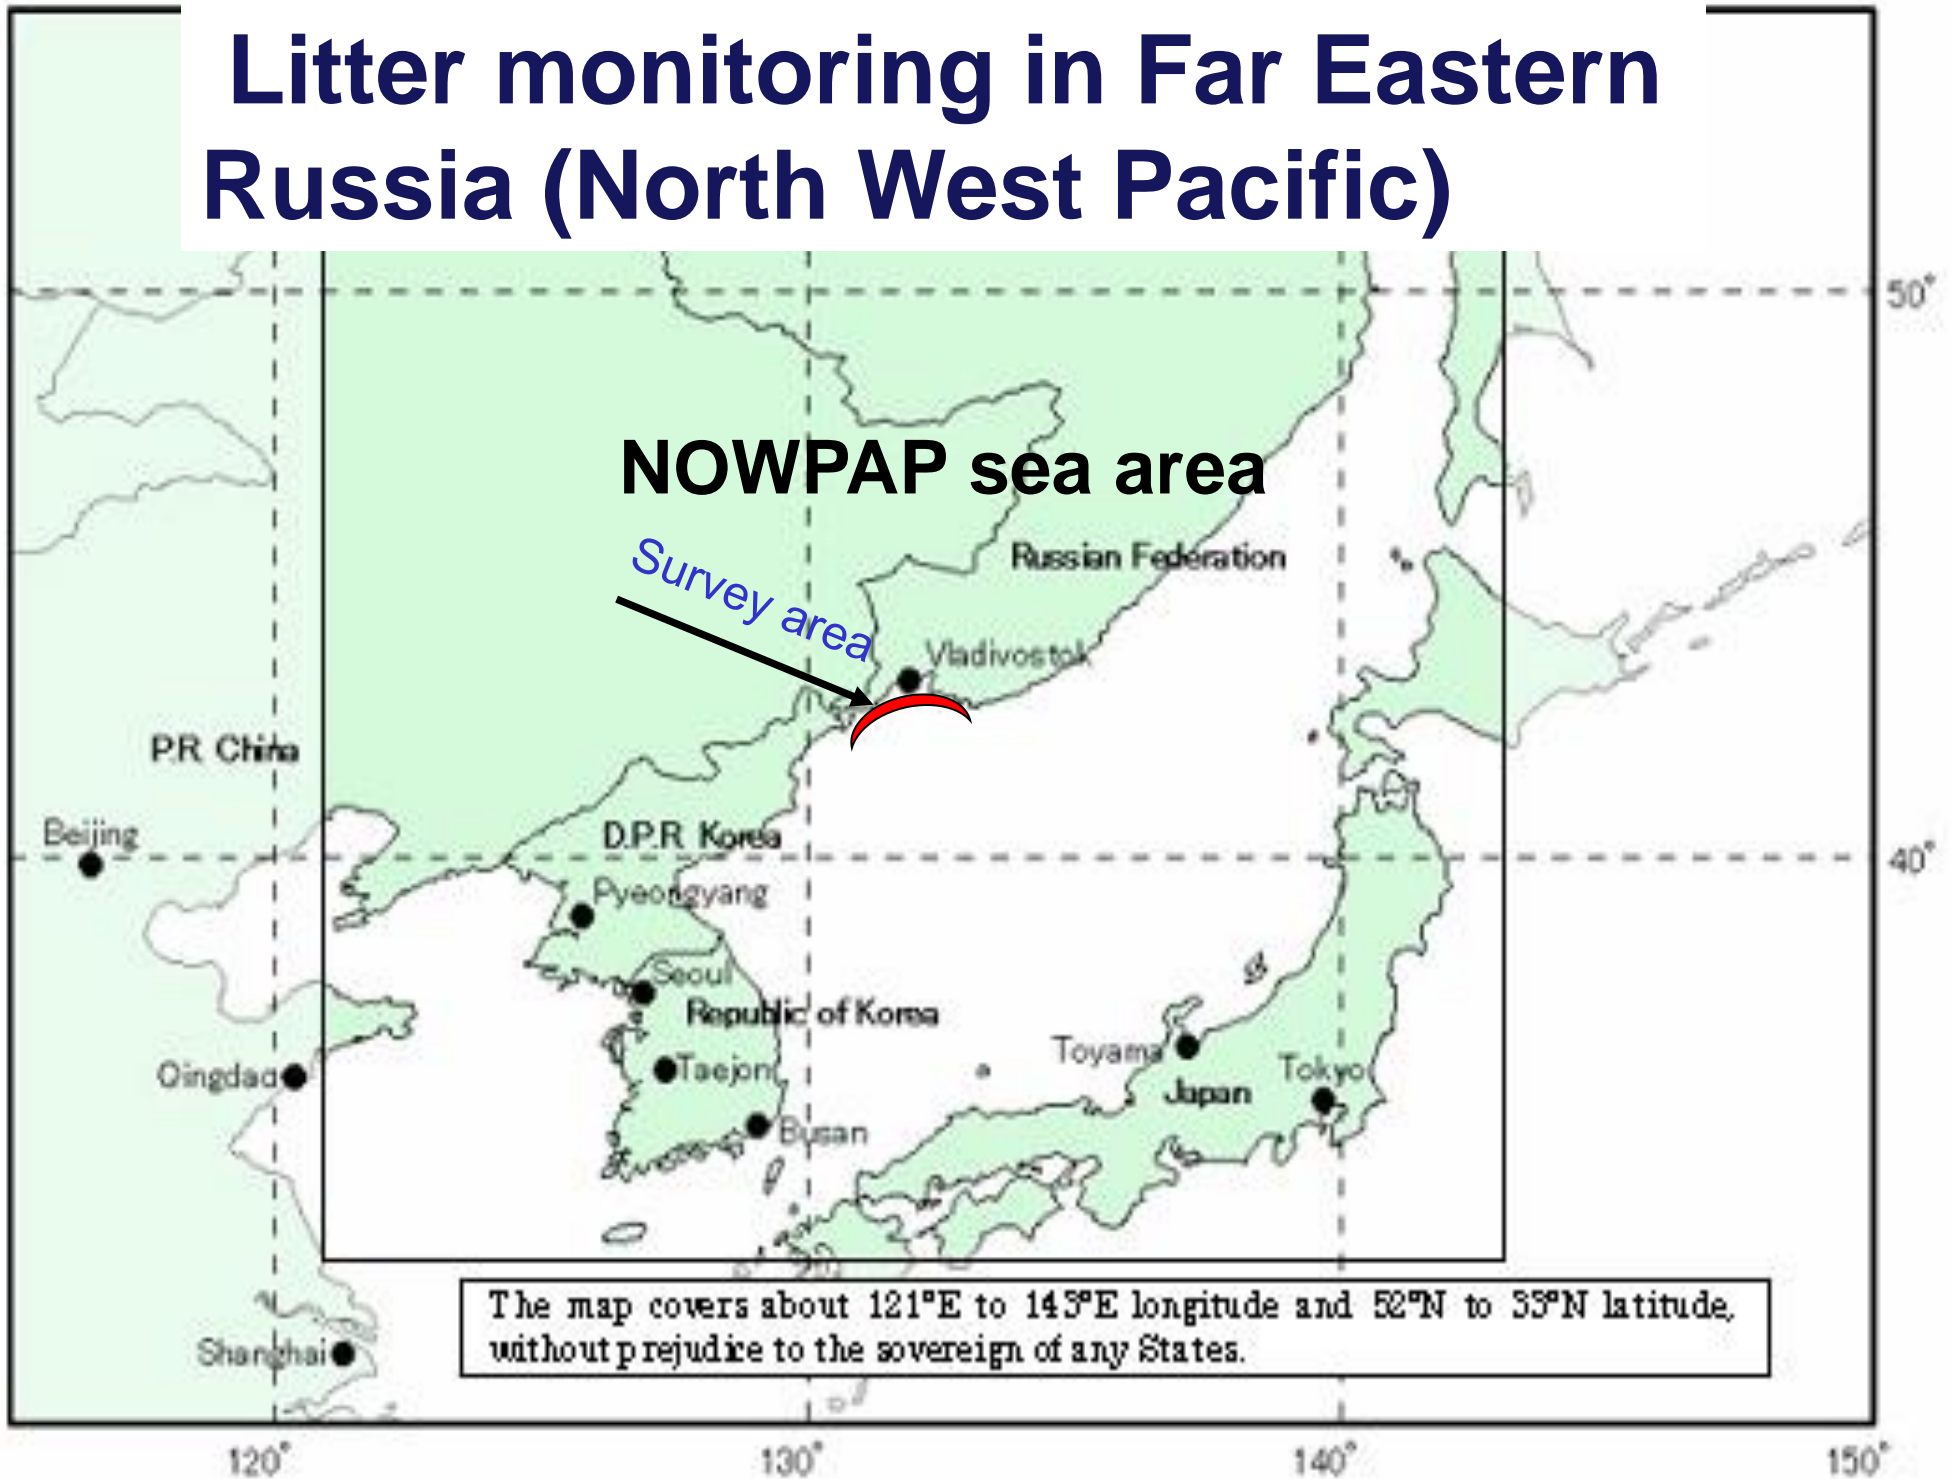 Litter monitoring in Far Eastern
Russia (North West Pacific)
50°
NOWPAP sea area
Survey area
Russian Federation
Vladivostok
P.R. China
Beijing
D.P.R. Korea
40°
Pyeongyang
Seoul
Republic of Korea
Toyama
Tokyo
Qingdao
Taejon
Japan
Busan
The map covers about 121°E to 143°E longitude and 52°N to 33°N latitude,
without prejudice to the sovereign of any States.
Shanghai
120°
130°
140°
150°